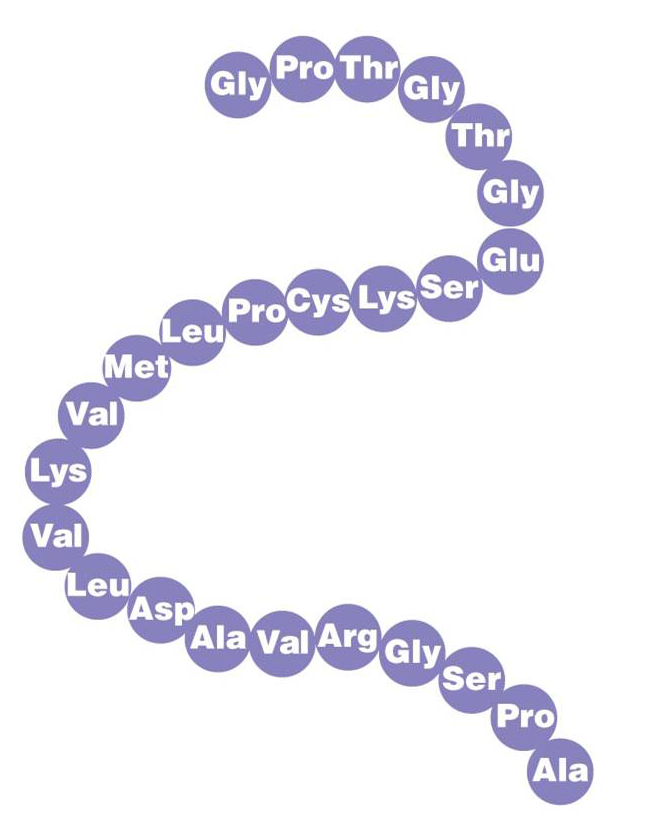 Gly
Pro
Thr
Gly
Thr
Gly
Glu
Ser
Lys
Cys
Pro
Leu
Met
Val
Lys
Val
Leu
Asp
Ala
Val
Arg
Gly
Ser
Pro
Ala